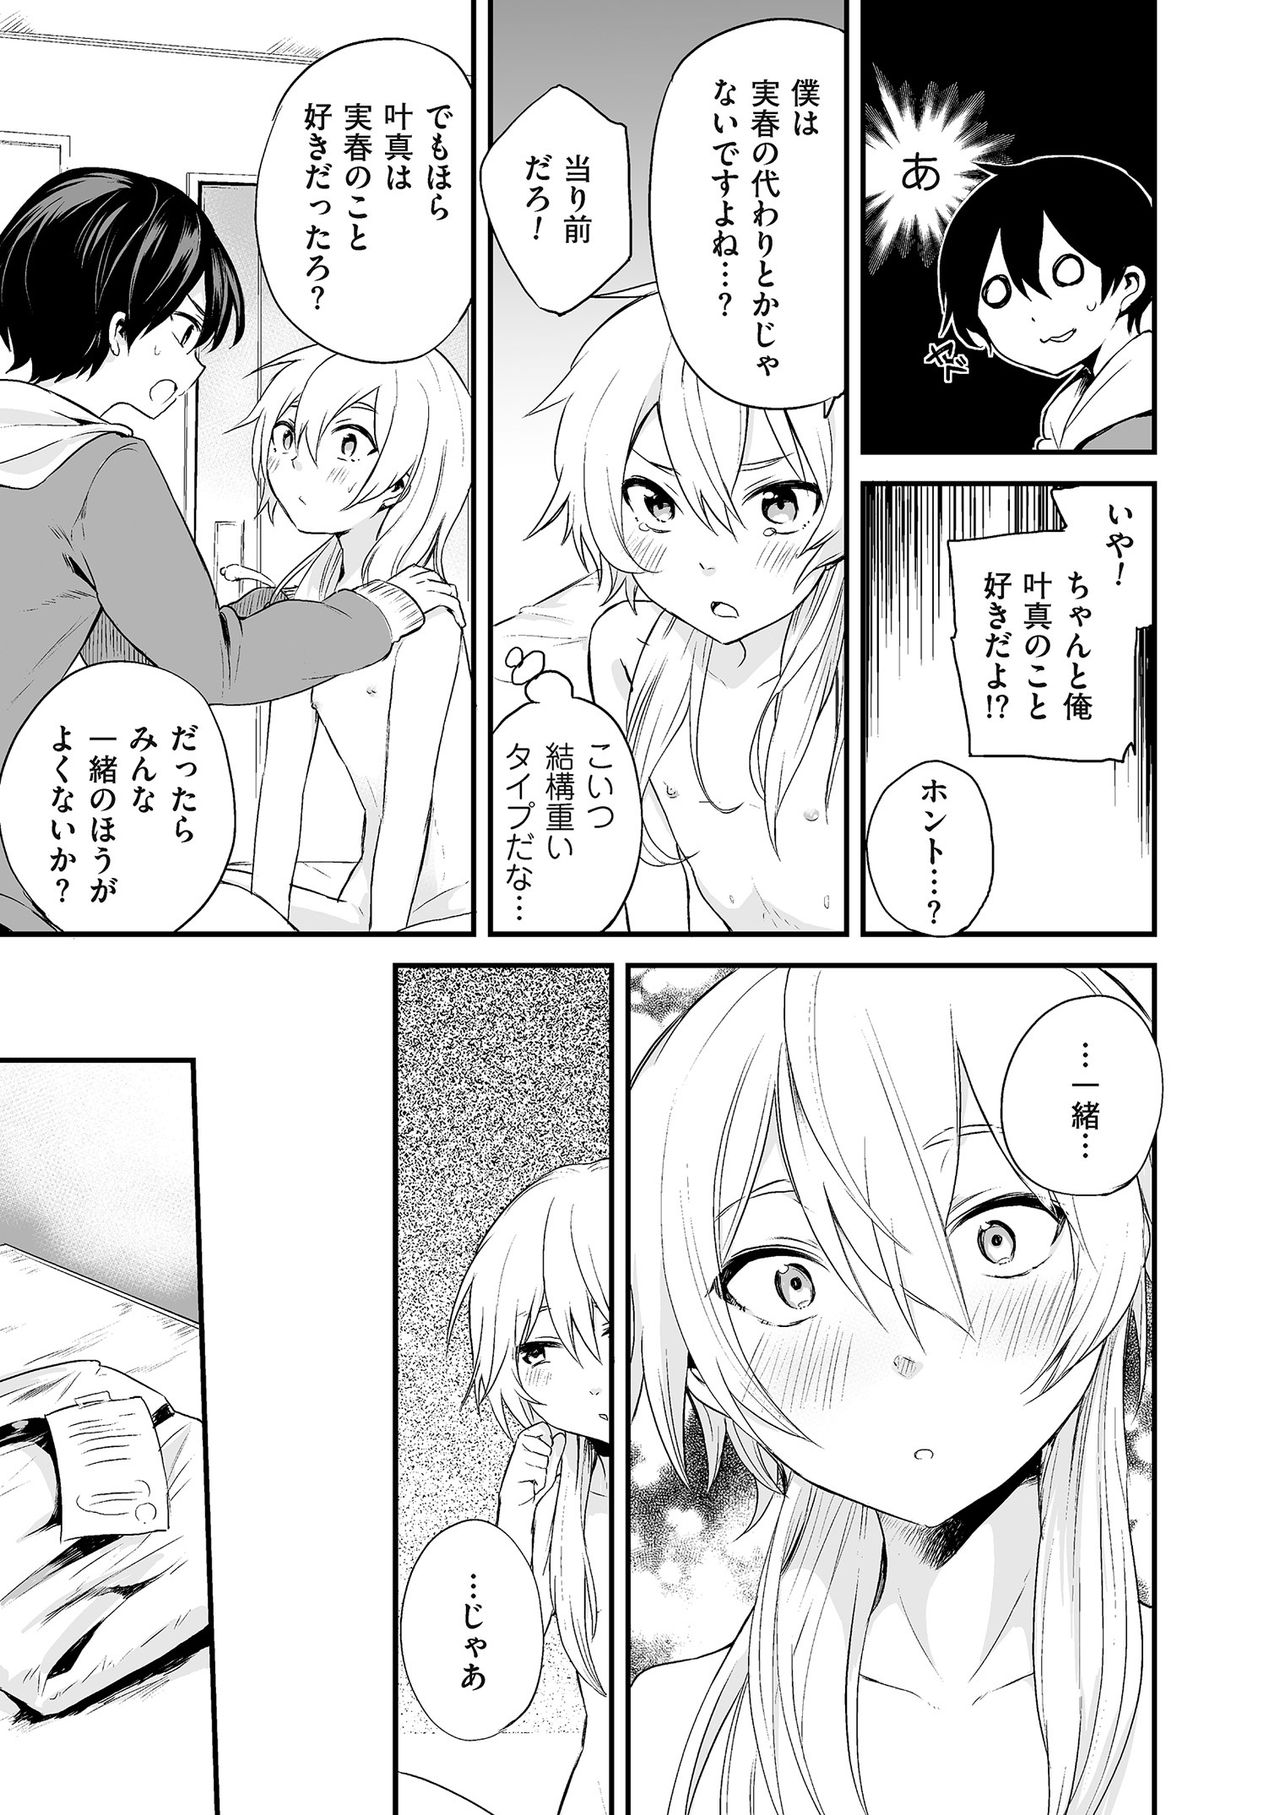 あ
ヤベ
いや！
ちゃんと俺
叶真のこと
好きだよ!?
ホント…？
僕は
実春の代わりとかじゃ
ないですよね…？
当り前
だろ！
こいつ
結構重い
タイプだな…
でもほら
叶真は
実春のこと
好きだったろ？
だったら
みんな
一緒のほうが
よくないか？
…一緒…
…じゃあ